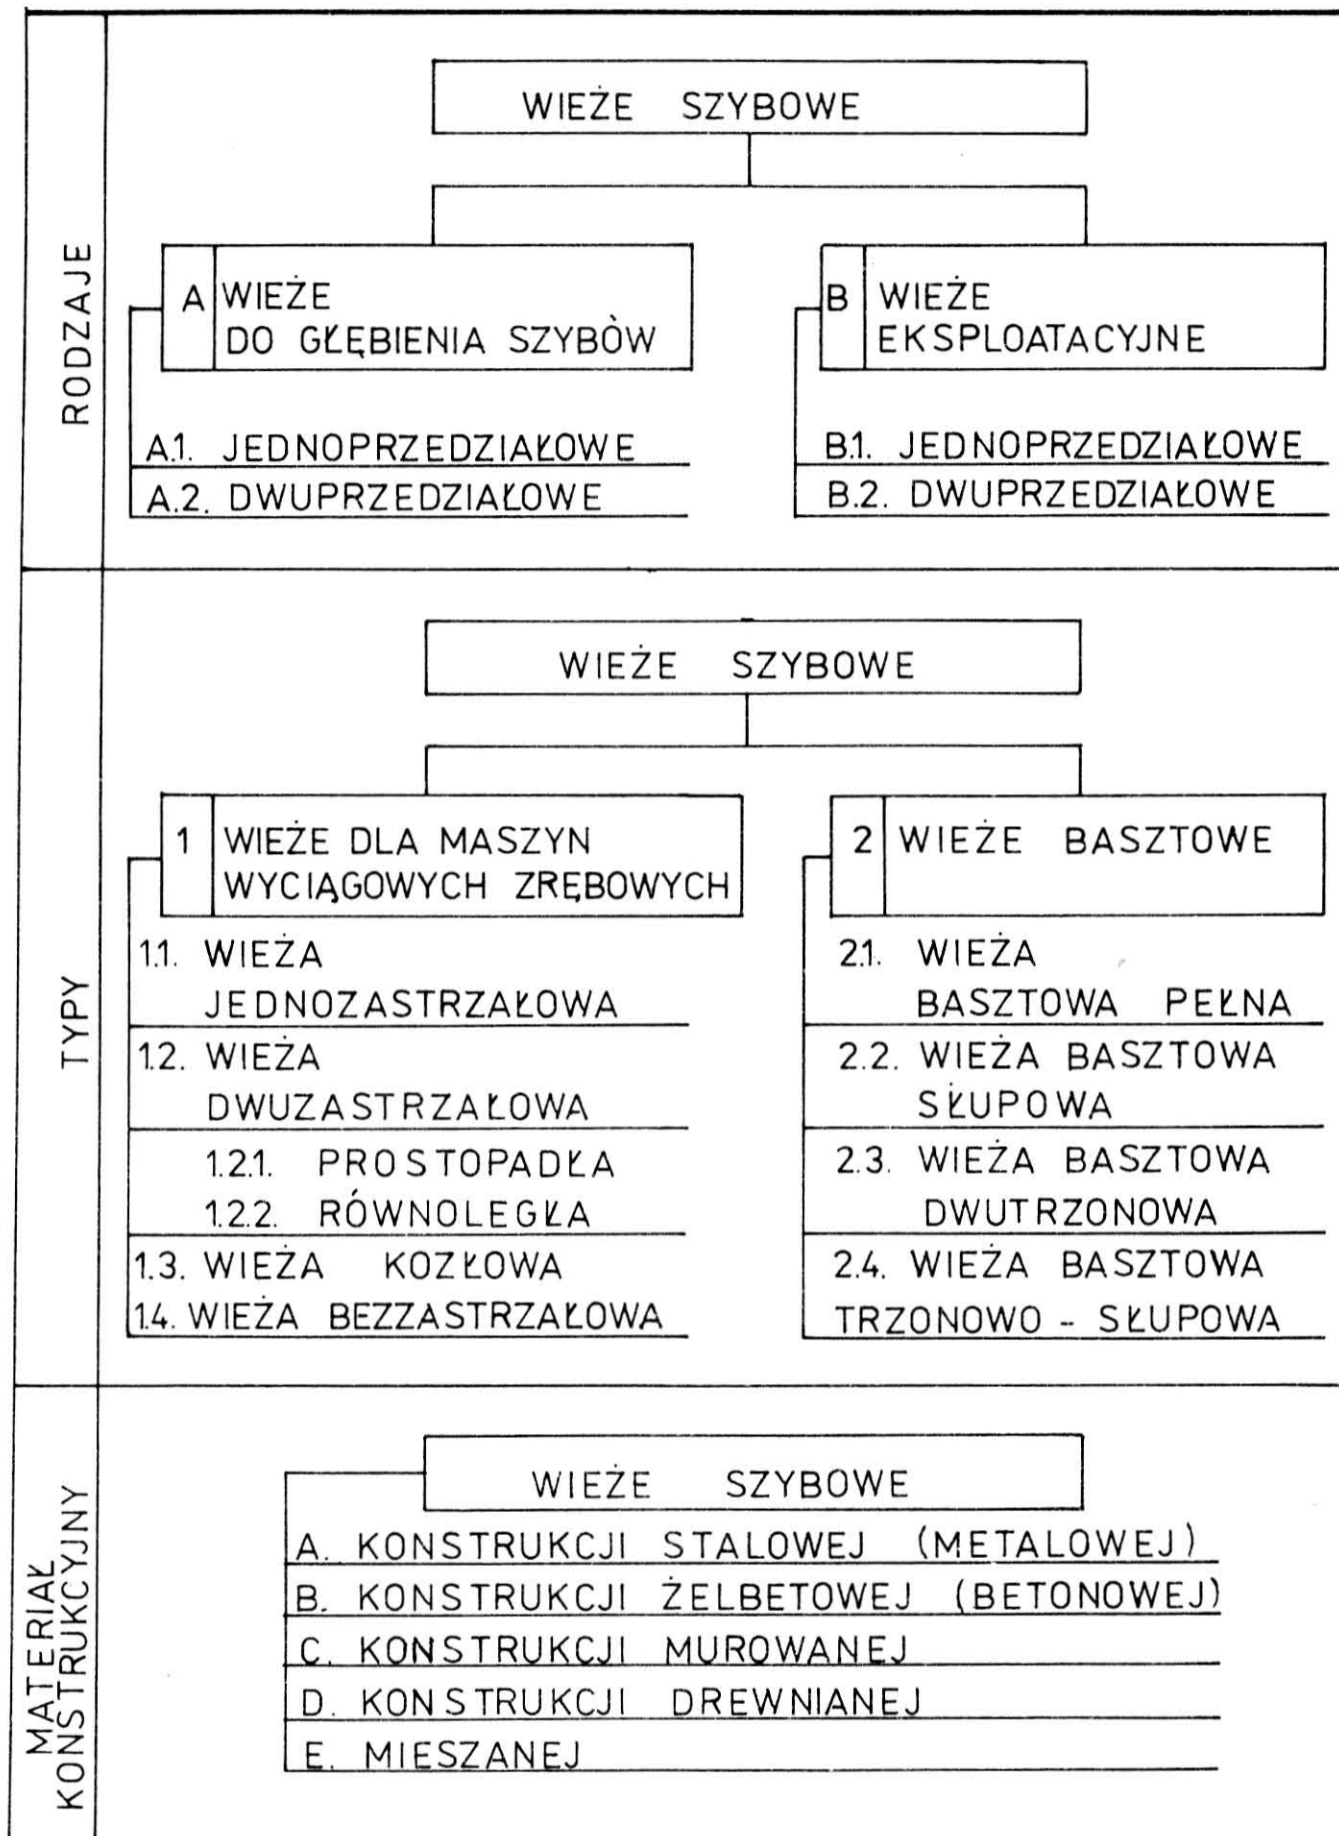 RODZAJE
WIEŻE SZYBOWE
A WIEŻE
DO GŁĘBIENIA SZYBÓW
A.1. JEDNOPRZEDZIAŁOWE
A.2. DWUPRZEDZIAŁOWE
B WIEŻE
EKSPLOATACYJNE
B.1. JEDNOPRZEDZIAŁOWE
B.2. DWUPRZEDZIAŁOWE
TYPY
WIEŻE SZYBOWE
1 WIEŻE DLA MASZYN
WYCIĄGOWYCH ZRĘBOWYCH
1.1. WIEŻA
JEDNOZASTRZAŁOWA
1.2. WIEŻA
DWUZASTRZAŁOWA
1.2.1. PROSTOPADŁA
1.2.2. RÓWNOLEGŁA
1.3. WIEŻA KOZŁOWA
1.4. WIEŻA BEZZASTRZAŁOWA
2 WIEŻE BASZTOWE
2.1. WIEŻA
BASZTOWA PEŁNA
2.2. WIEŻA BASZTOWA
SŁUPOWA
2.3. WIEŻA BASZTOWA
DWUTRZONOWA
2.4. WIEŻA BASZTOWA
TRZONOWO - SŁUPOWA
MATERIAŁ
KONSTRUKCYJNY
WIEŻE SZYBOWE
A. KONSTRUKCJI STALOWEJ (METALOWEJ)
B. KONSTRUKCJI ŻELBETOWEJ (BETONOWEJ)
C. KONSTRUKCJI MUROWANEJ
D. KONSTRUKCJI DREWNIANEJ
E. MIESZANEJ